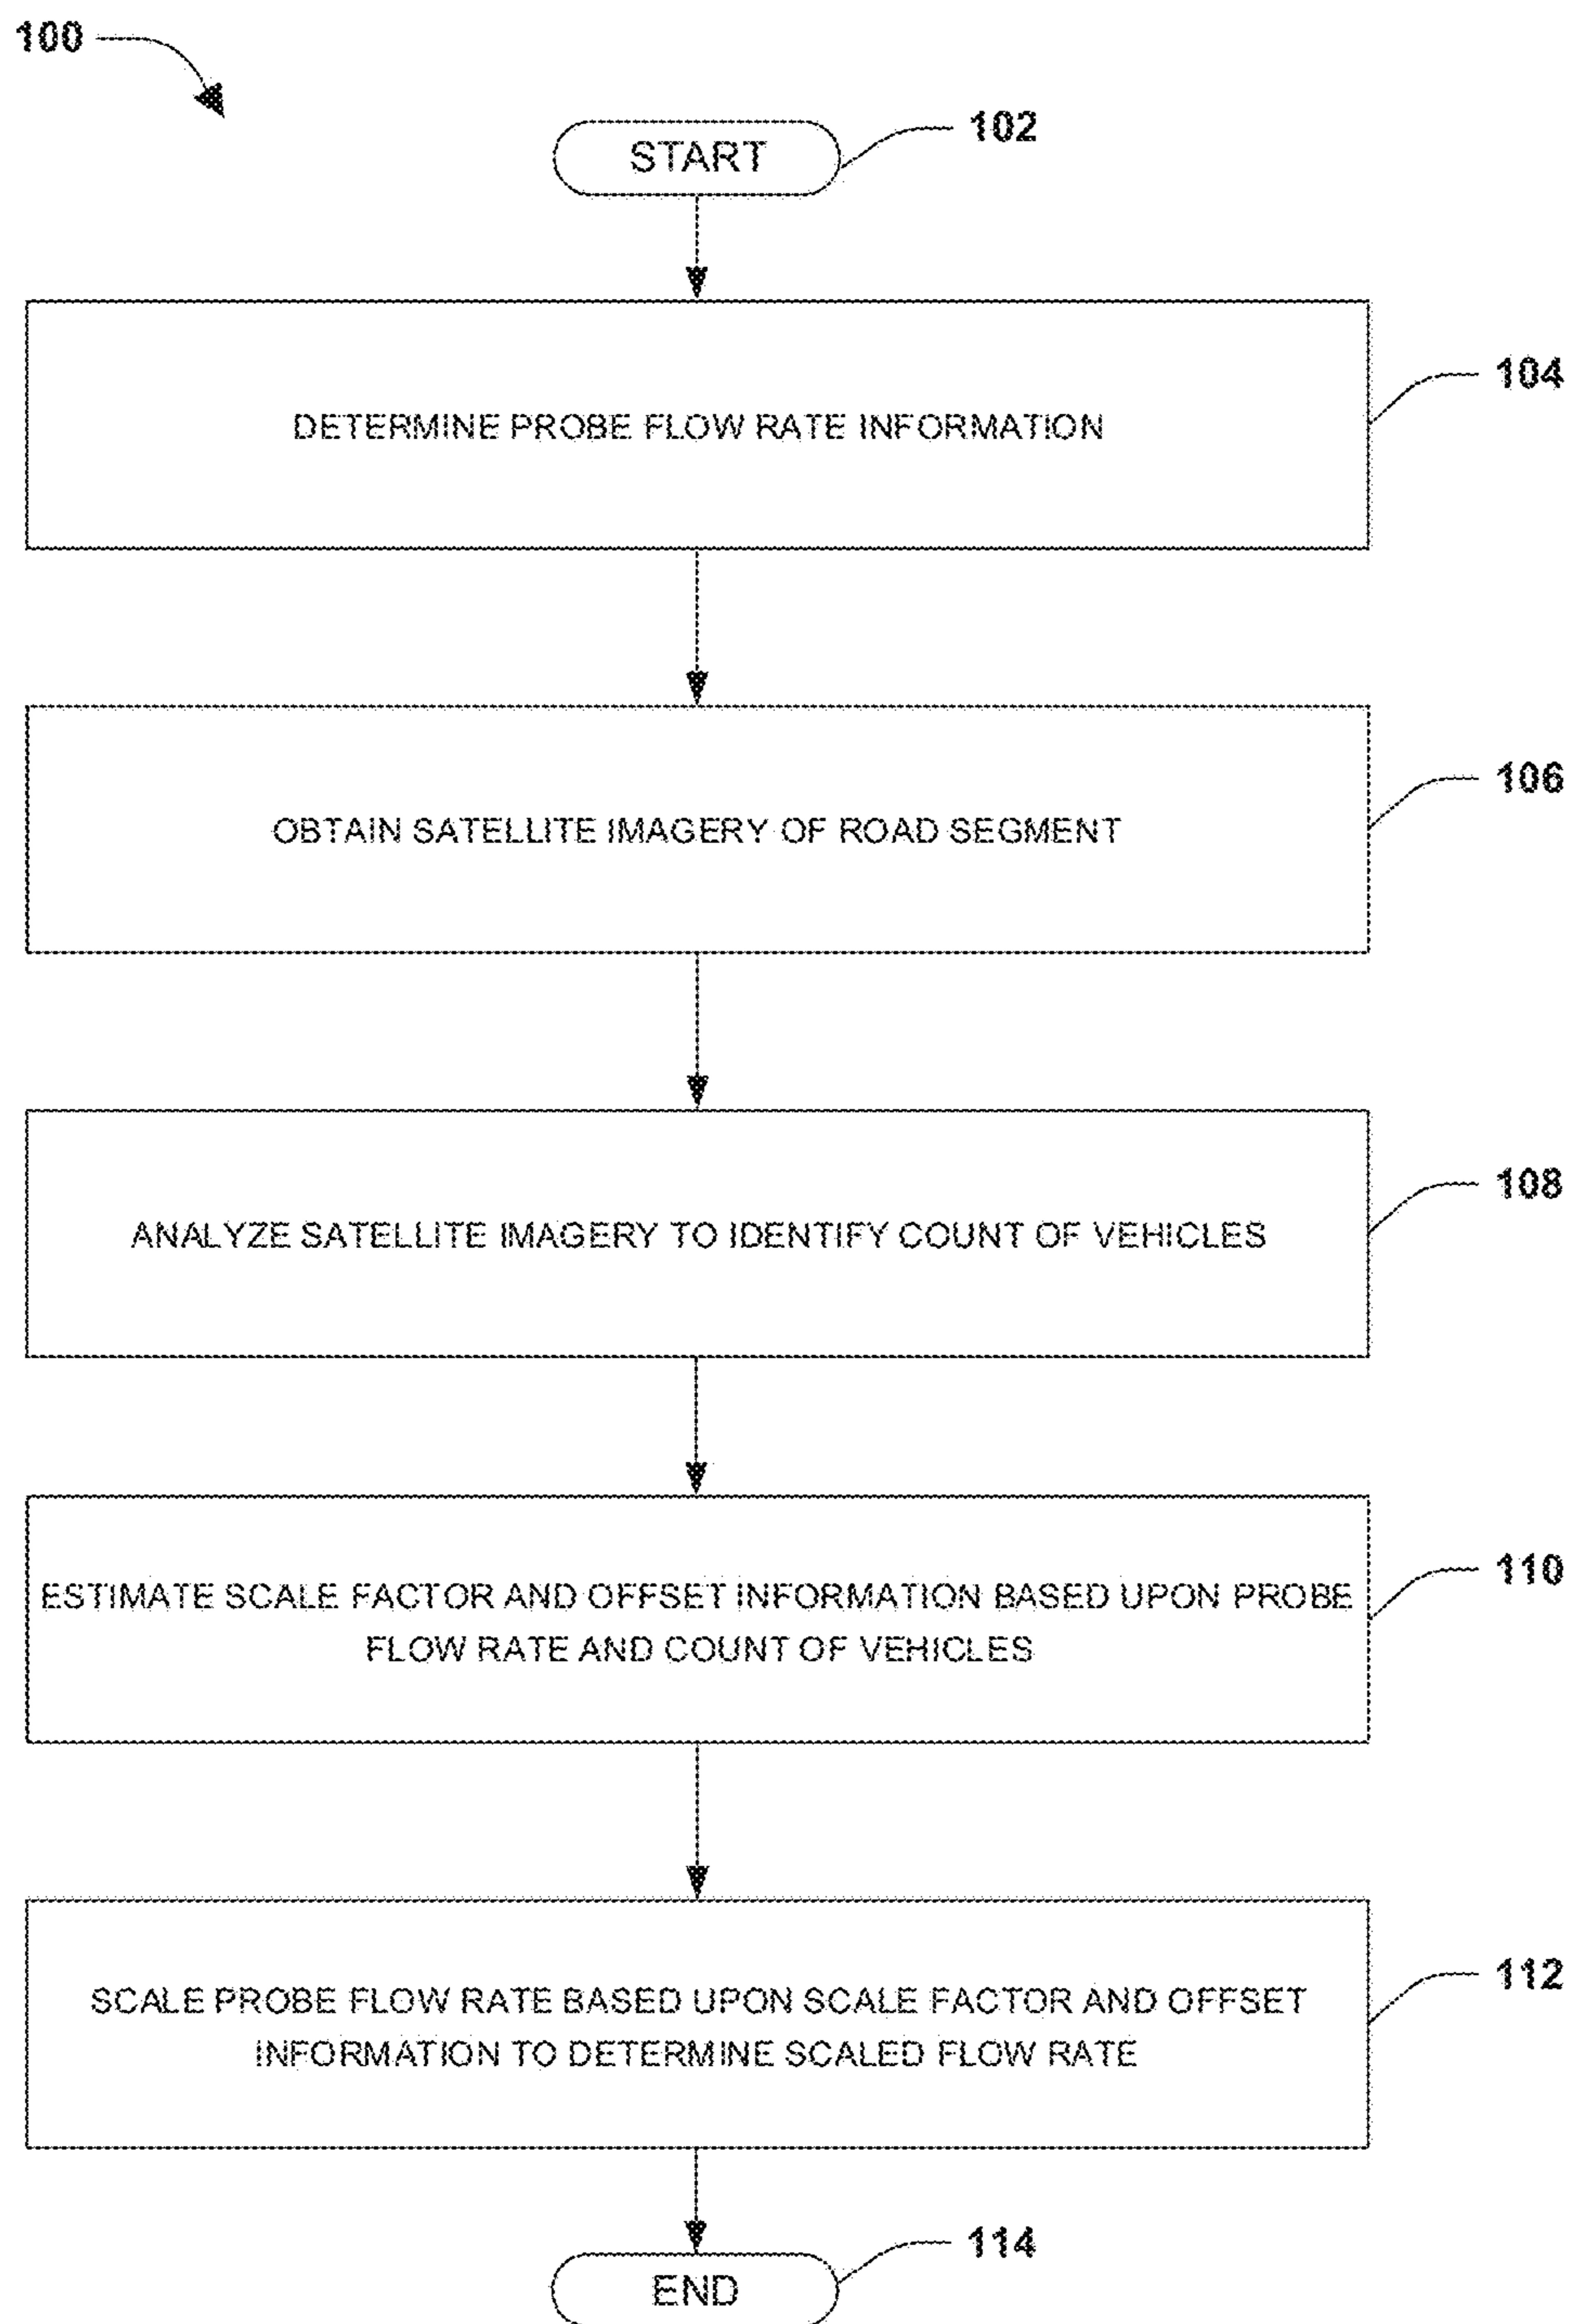 100
START
102
DETERMINE PROBE FLOW RATE INFORMATION
104
OBTAIN SATELLITE IMAGERY OF ROAD SEGMENT
106
ANALYZE SATELLITE IMAGERY TO IDENTIFY COUNT OF VEHICLES
108
ESTIMATE SCALE FACTOR AND OFFSET INFORMATION BASED UPON PROBE
FLOW RATE AND COUNT OF VEHICLES
110
SCALE PROBE FLOW RATE BASED UPON SCALE FACTOR AND OFFSET
INFORMATION TO DETERMINE SCALED FLOW RATE
112
END
114